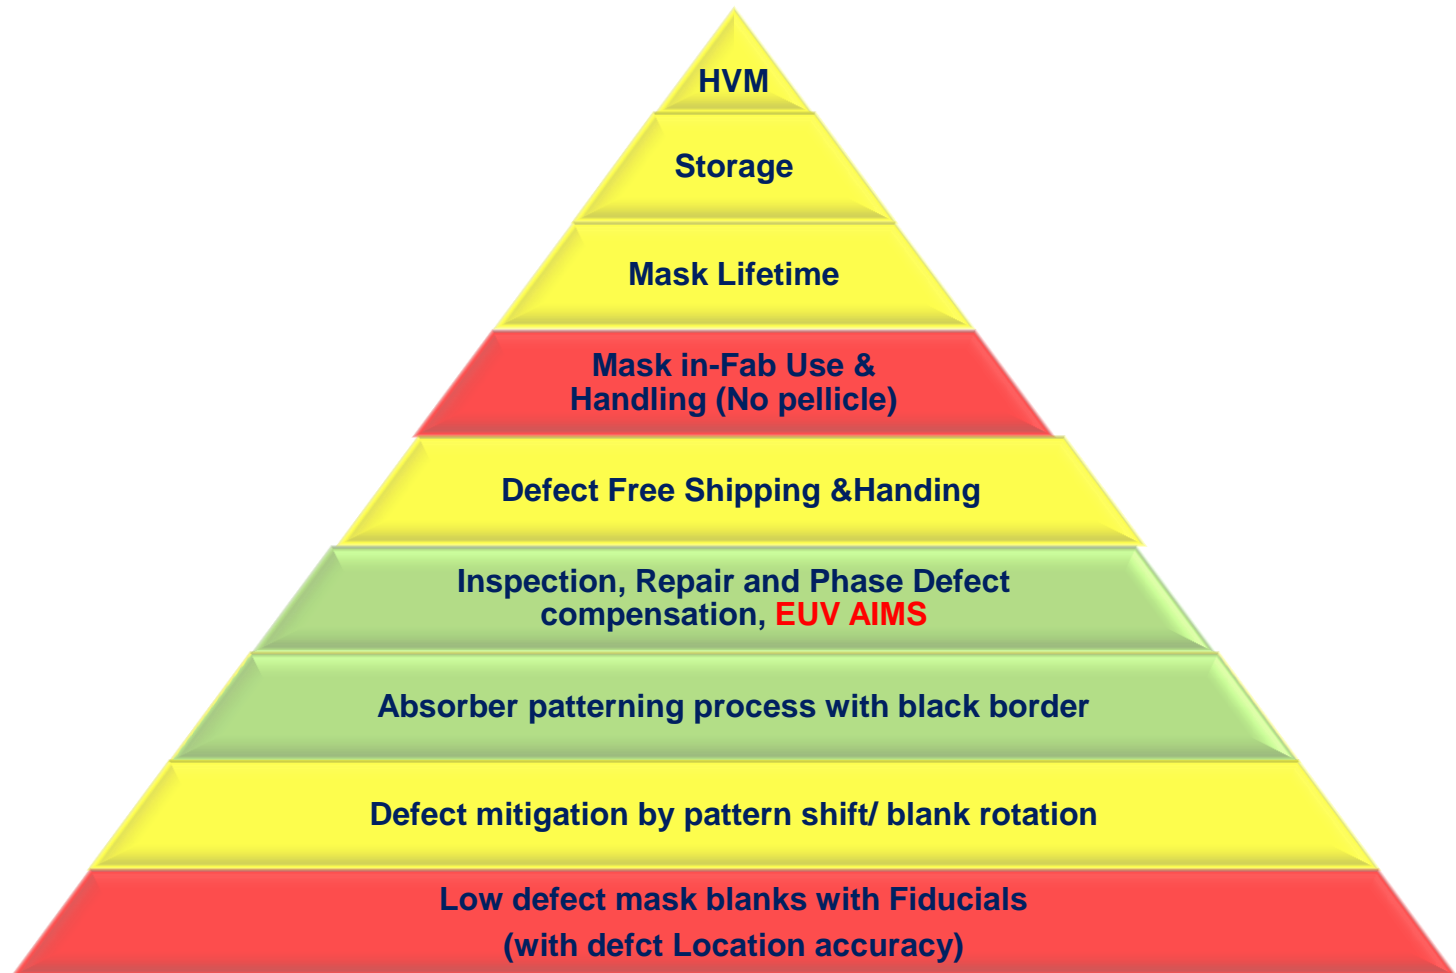 HVM
Storage
Mask Lifetime
Mask in-Fab Use &
Handling (No pellicle)
Defect Free Shipping &Handing
Inspection, Repair and Phase Defect
compensation, EUV AIMS
Absorber patterning process with black border
Defect mitigation by pattern shift/ blank rotation
Low defect mask blanks with Fiducials
(with defct Location accuracy)